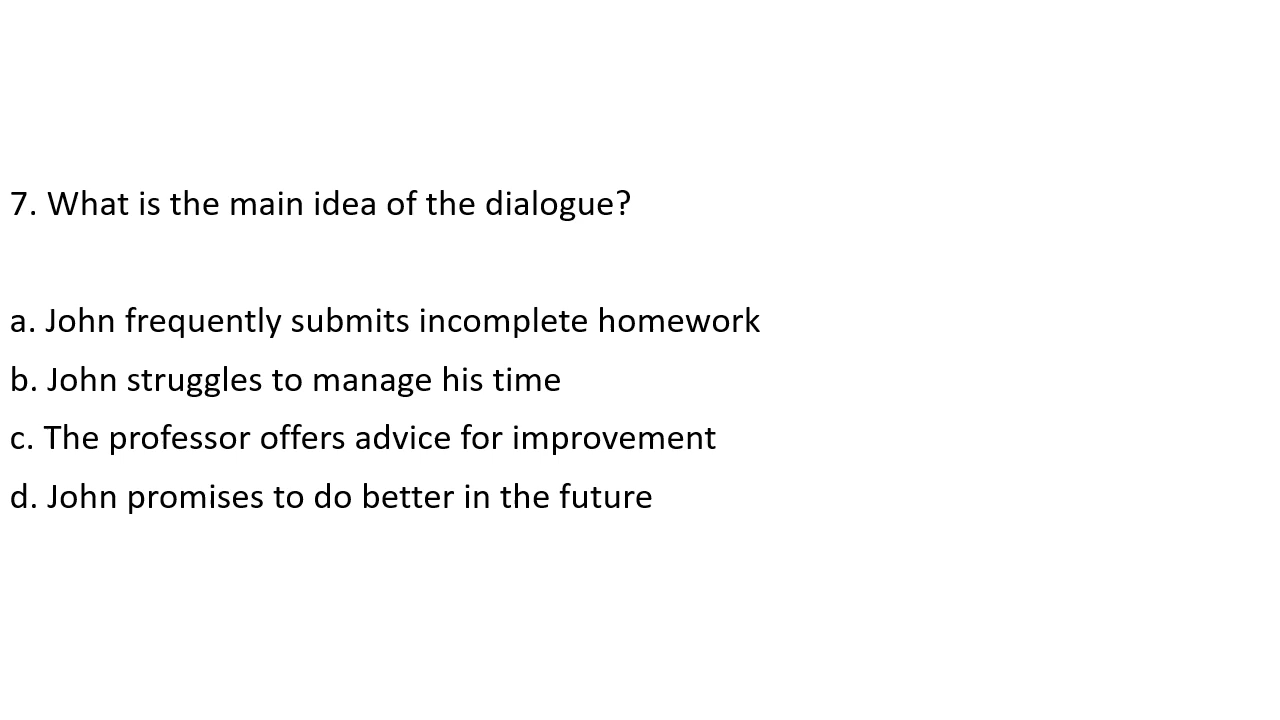 7. What is the main idea of the dialogue?
a. John frequently submits incomplete homework
b. John struggles to manage his time
c. The professor offers advice for improvement
d. John promises to do better in the future